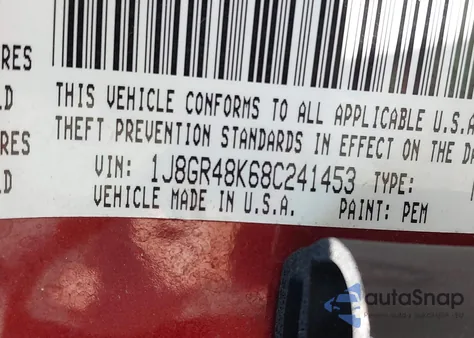 RES
LD
RES
D
THIS VEHICLE CONFORMS TO ALL APPLICABLE U.S.A
THEFT PREVENTION STANDARDS IN EFFECT ON THE DA
VIN: 1J8GR48K68C241453 TYPE:
VEHICLE MADE IN U.S.A. PAINT: PEM
autoSnap